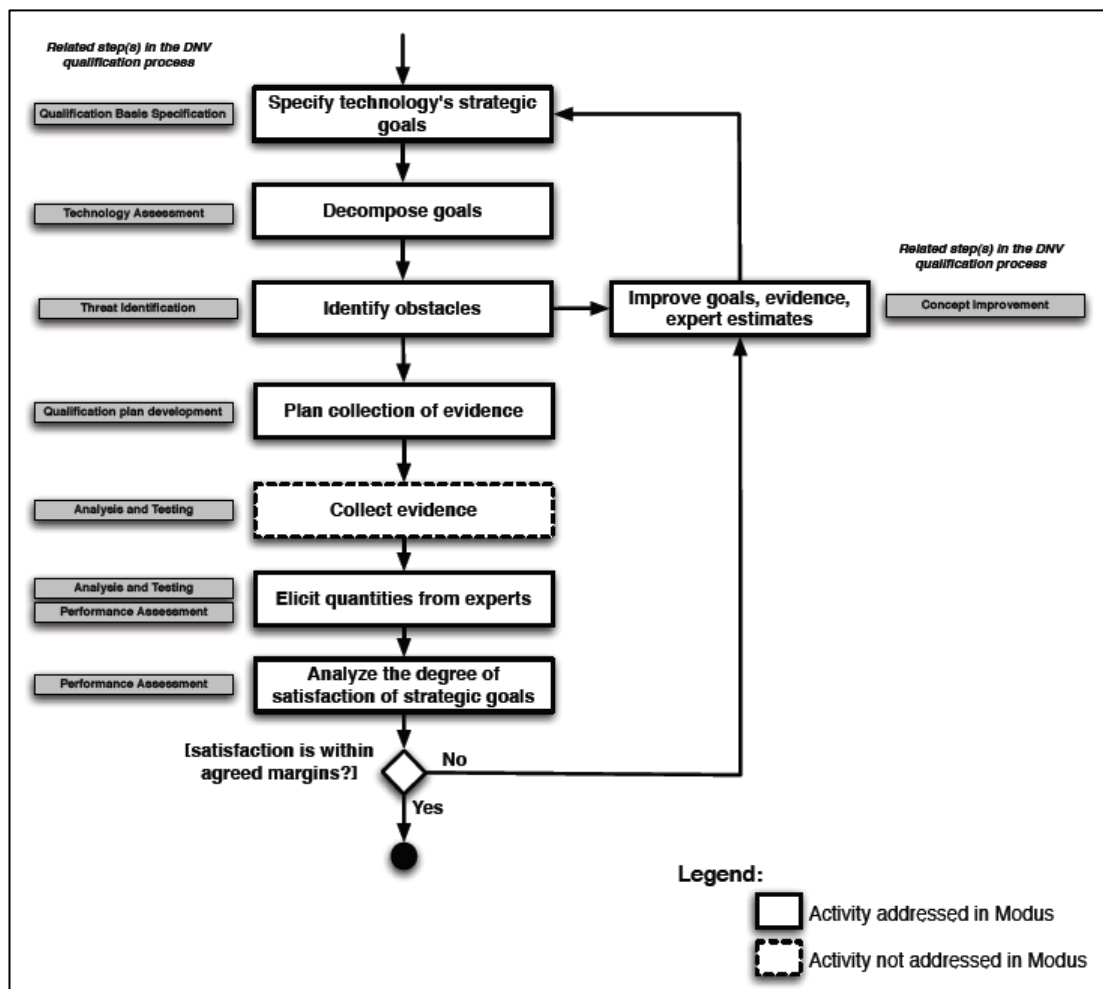 Related step(s) in the DNV
qualification process
Qualification Basis Specification
Specify technology's strategic
goals
Technology Assessment
Decompose goals
Related step(s) in the DNV
qualification process
Threat Identification
Identify obstacles
Improve goals, evidence,
expert estimates
Concept Improvement
Qualification plan development
Plan collection of evidence
Analysis and Testing
Collect evidence
Analysis and Testing
Performance Assessment
Elicit quantities from experts
Performance Assessment
Analyze the degree of
satisfaction of strategic goals
[satisfaction is within
agreed margins?]
No
Yes
Legend:
Activity addressed in Modus
Activity not addressed in Modus